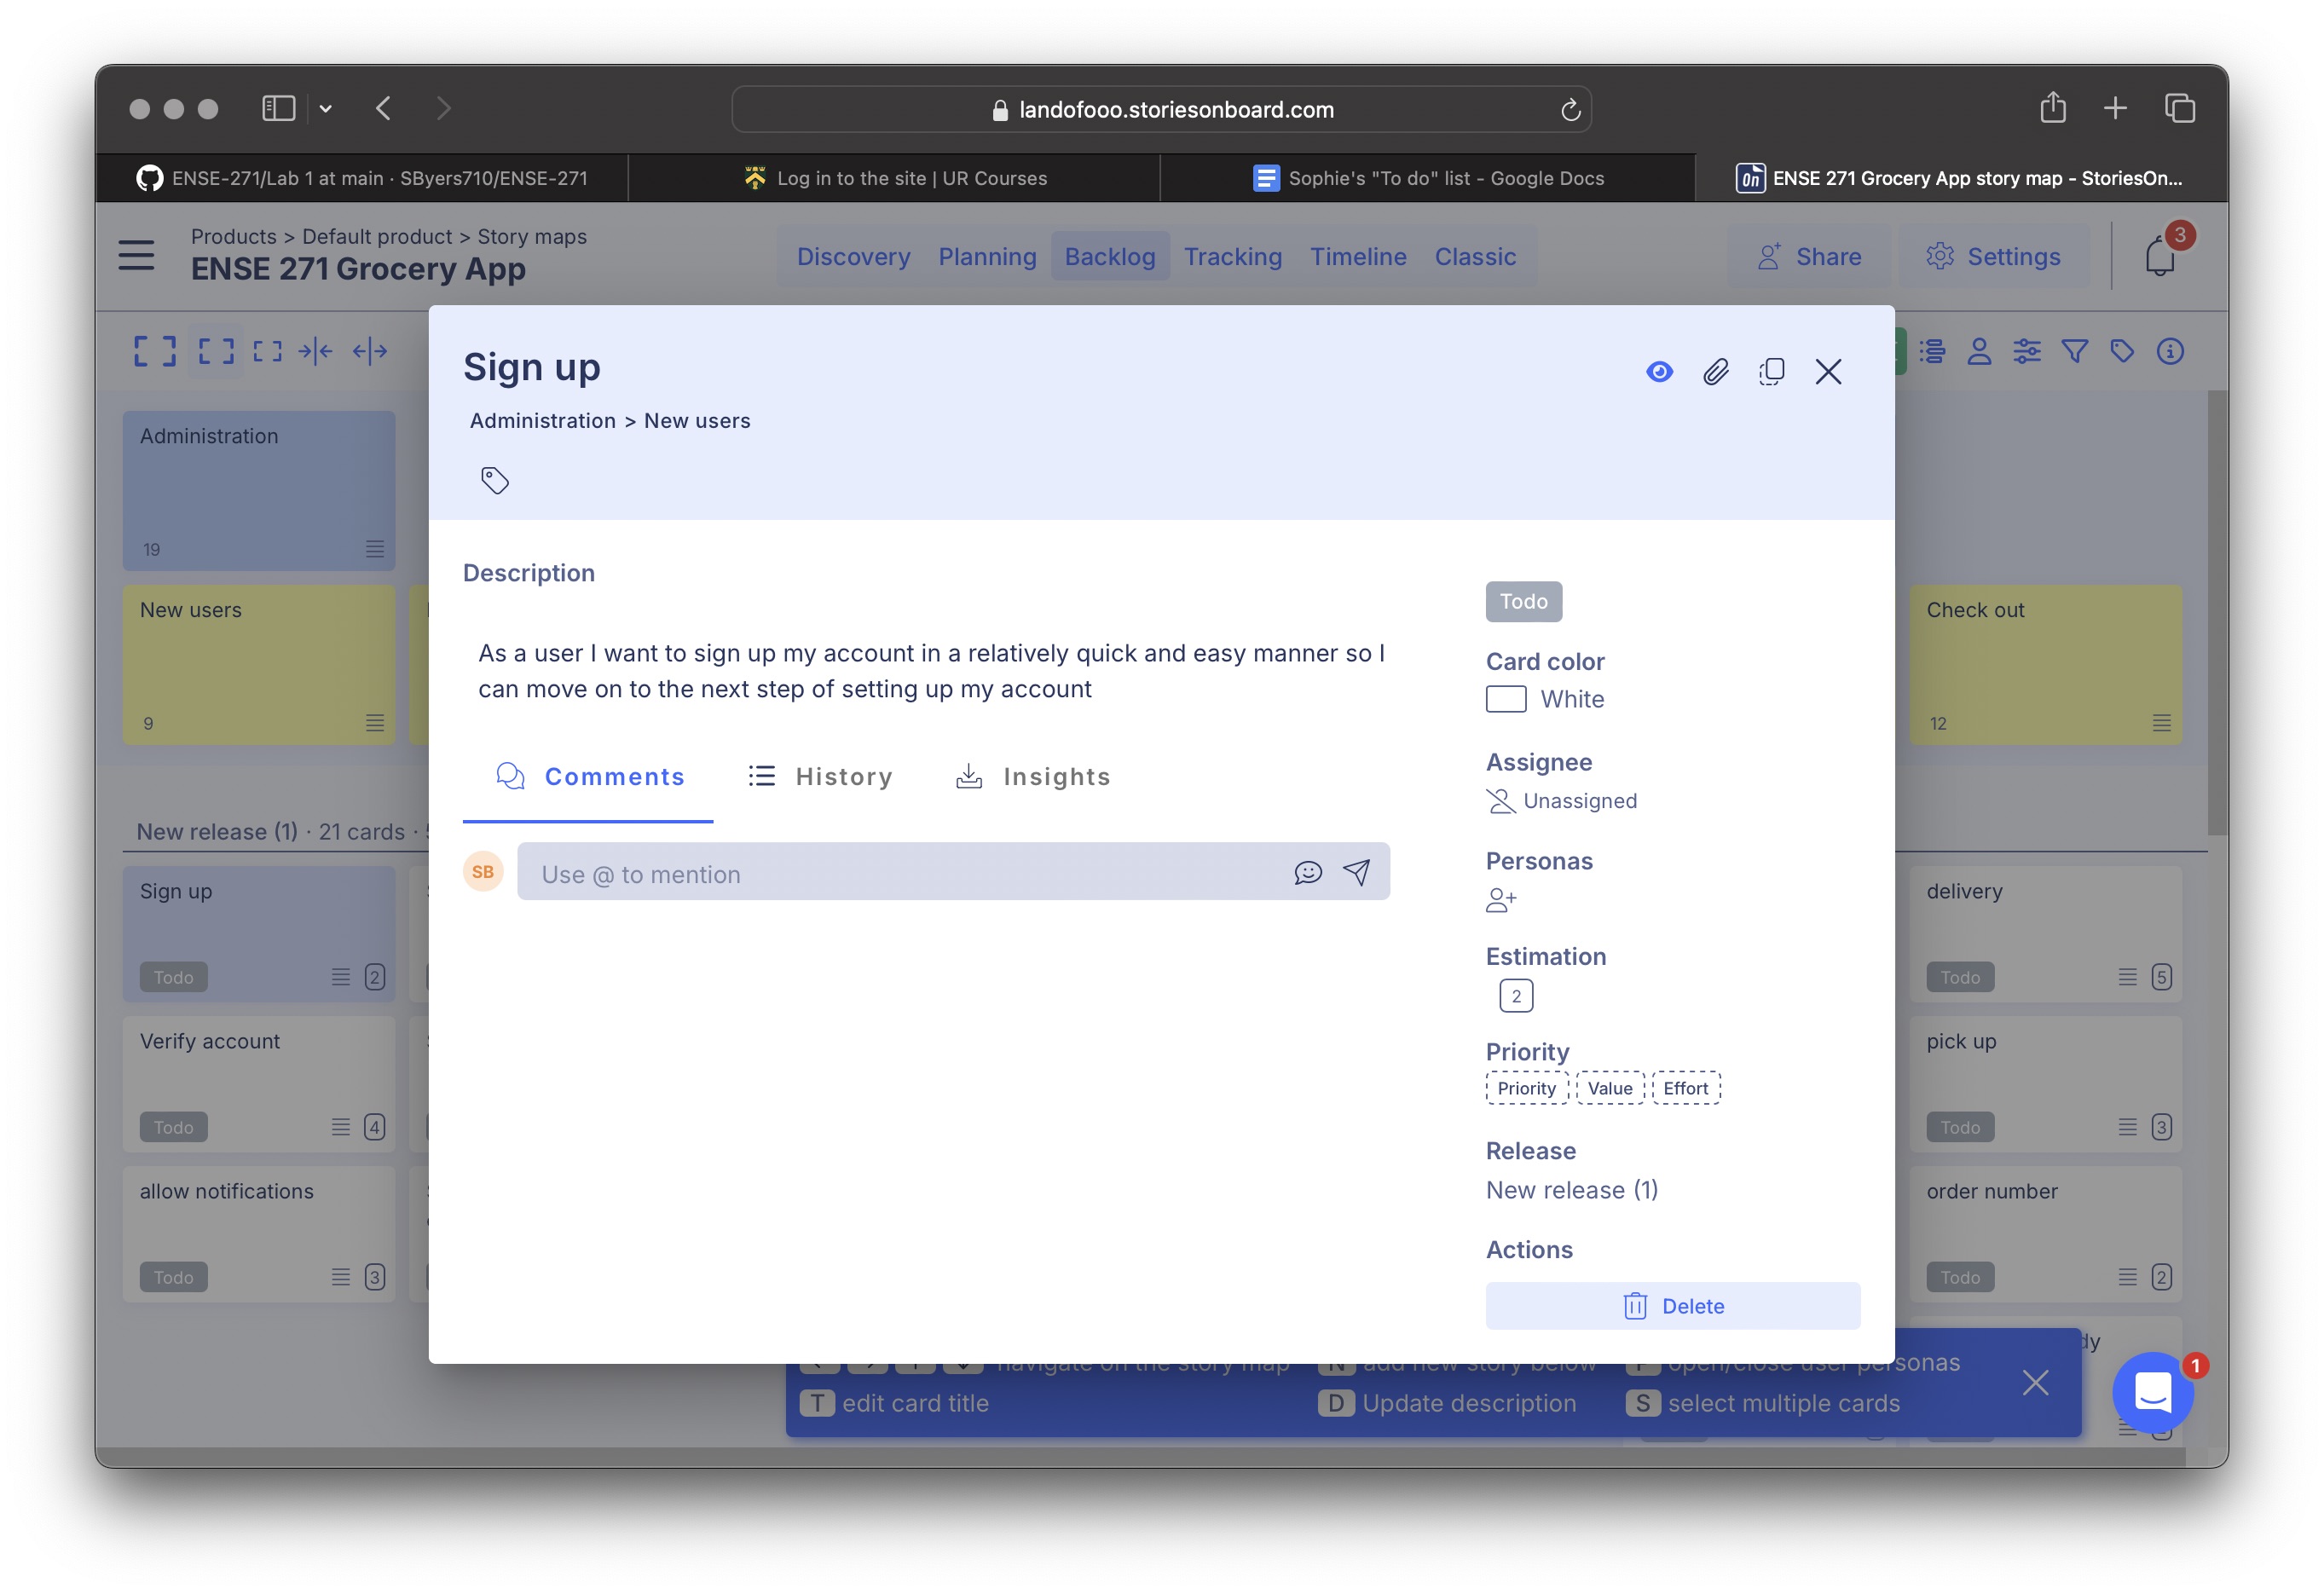 landofooo.storiesonboard.com
ENSE-271/Lab 1 at main · SByers710/ENSE-271
Log in to the site | UR Courses
Sophie's "To do" list - Google Docs
On
ENSE 271 Grocery App story map - StoriesOn...
Products > Default product > Story maps
ENSE 271 Grocery App
Discovery
Planning
Backlog
Tracking
Timeline
Classic
Share
Settings
3
Sign up
Administration > New users
Description
As a user I want to sign up my account in a relatively quick and easy manner so I
can move on to the next step of setting up my account
Comments
History
Insights
SB
Use @ to mention
Todo
Card color
White
Assignee
Unassigned
Personas
Estimation
2
Priority
Priority
Value
Effort
Release
New release (1)
Actions
Delete
Administration
19
New users
9
Check out
12
New release (1) · 21 cards ·
Sign up
Todo
2
Verify account
Todo
4
allow notifications
Todo
3
delivery
Todo
5
pick up
Todo
3
order number
Todo
2
navigate on the story map
N add new story below
P open/close user personas
T edit card title
D Update description
S select multiple cards
1